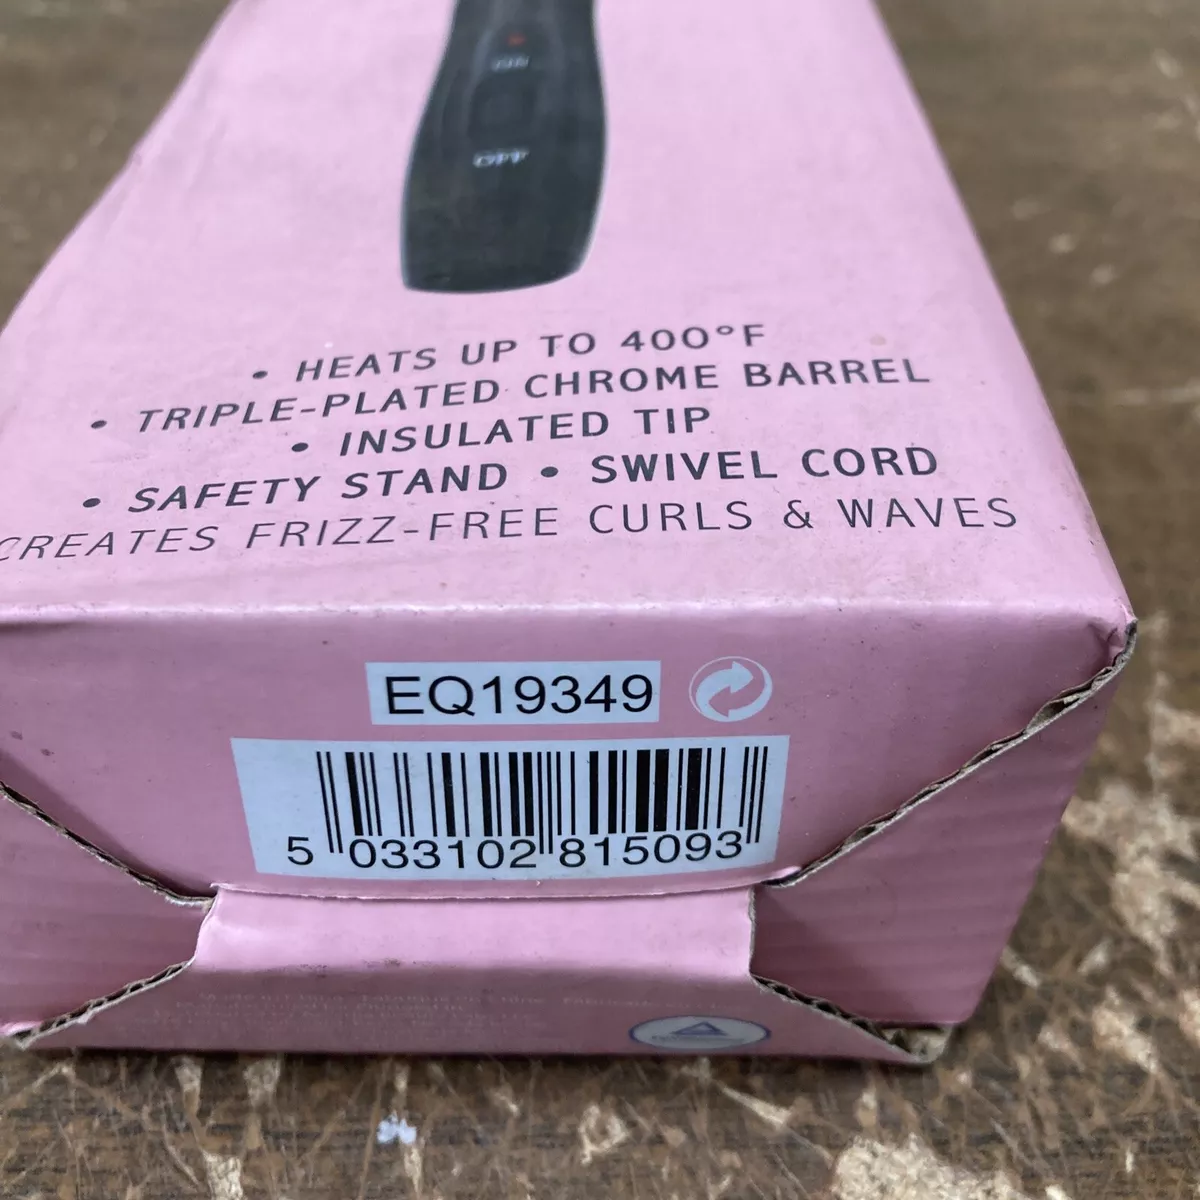 ON
OFF
• HEATS UP TO 400°F
• TRIPLE-PLATED CHROME BARREL
• INSULATED TIP
• SAFETY STAND • SWIVEL CORD
CREATES FRIZZ-FREE CURLS & WAVES
EQ19349
5 033102 815093